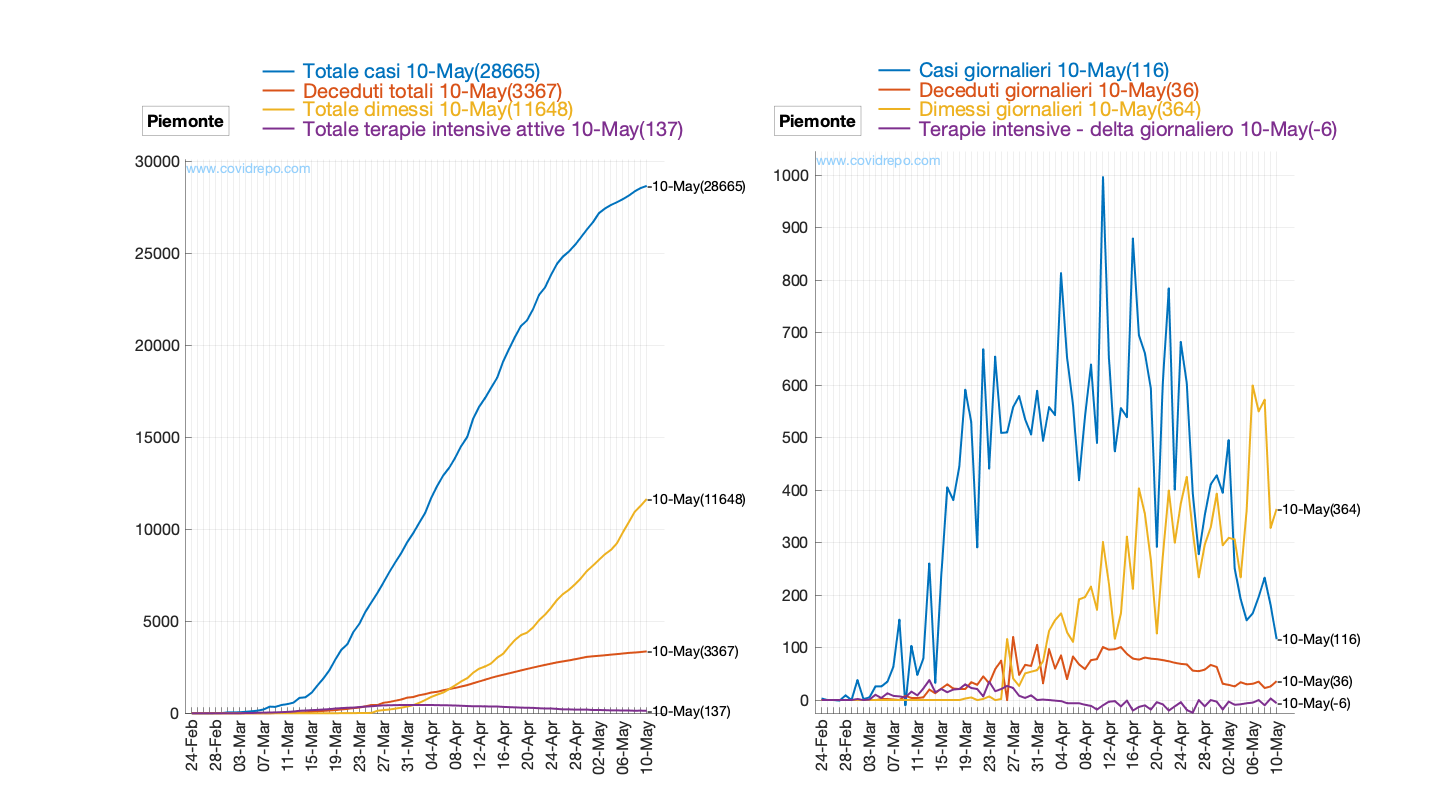 Totale casi 10-May(28665)
Deceduti totali 10-May(3367)
Totale dimessi 10-May(11648)
Totale terapie intensive attive 10-May(137)
Piemonte
www.covidrepo.com
30000
25000
20000
15000
10000
5000
0
10-May(28665)
10-May(11648)
10-May(3367)
10-May(137)
24-Feb
28-Feb
03-Mar
07-Mar
11-Mar
15-Mar
19-Mar
23-Mar
27-Mar
31-Mar
04-Apr
08-Apr
12-Apr
16-Apr
20-Apr
24-Apr
28-Apr
02-May
06-May
10-May
Casi giornalieri 10-May(116)
Deceduti giornalieri 10-May(36)
Dimessi giornalieri 10-May(364)
Terapie intensive - delta giornaliero 10-May(-6)
Piemonte
www.covidrepo.com
1000
900
800
700
600
500
400
300
200
100
0
10-May(364)
10-May(116)
10-May(36)
10-May(-6)
24-Feb
28-Feb
03-Mar
07-Mar
11-Mar
15-Mar
19-Mar
23-Mar
27-Mar
31-Mar
04-Apr
08-Apr
12-Apr
16-Apr
20-Apr
24-Apr
28-Apr
02-May
06-May
10-May